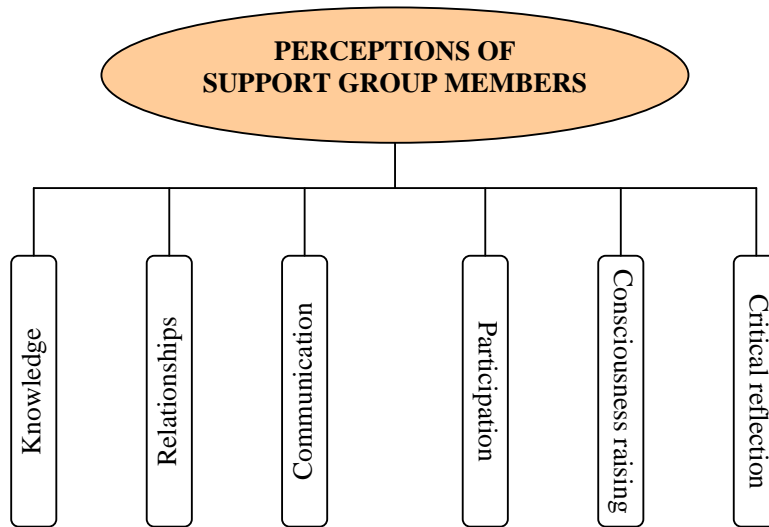 PERCEPTIONS OF
SUPPORT GROUP MEMBERS
Knowledge
Relationships
Communication
Participation
Consciousness raising
Critical reflection